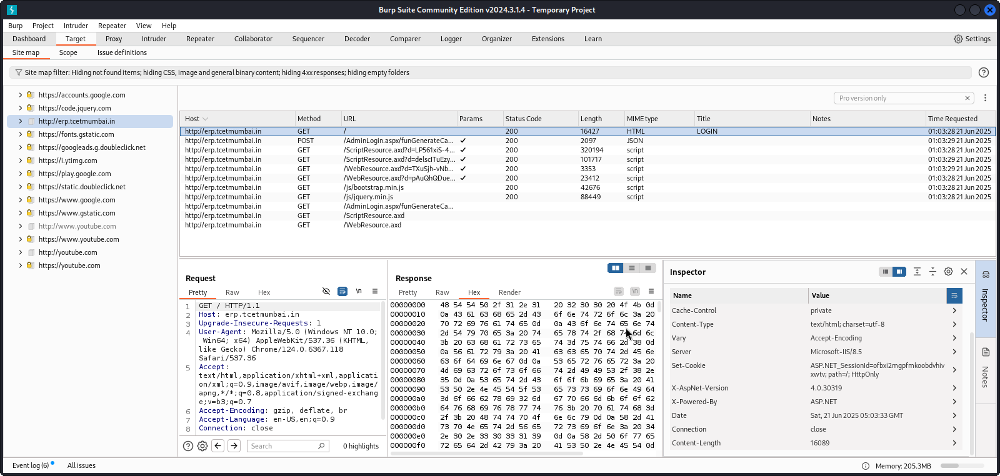 Burp Suite Community Edition v2024.3.1.4 - Temporary Project
Burp Project Intruder Repeater View Help
Dashboard Target Proxy Intruder Repeater Collaborator Sequencer Decoder Comparer Logger Organizer Extensions Learn Settings
Site map Scope Issue definitions
Site map filter: Hiding not found items; hiding CSS, image and general binary content; hiding 4xx responses; hiding empty folders
https://accounts.google.com
https://code.jquery.com
http://erp.tcetmumbai.in
https://fonts.gstatic.com
https://googleads.g.doubleclick.net
https://i.ytimg.com
https://play.google.com
https://static.doubleclick.net
https://www.google.com
https://www.gstatic.com
http://www.youtube.com
https://www.youtube.com
http://youtube.com
https://youtube.com
Pro version only
Host Method URL Params Status Code Length MIME type Title Notes Time Requested
http://erp.tcetmumbai.in GET / 200 16427 HTML LOGIN 01:03:28 21 Jun 2025
http://erp.tcetmumbai.in POST /AdminLogin.aspx/funGenerateCa... ✓ 200 2097 JSON 01:03:29 21 Jun 2025
http://erp.tcetmumbai.in GET /ScriptResource.axd?d=LP561xiS-4... ✓ 200 320194 script 01:03:28 21 Jun 2025
http://erp.tcetmumbai.in GET /ScriptResource.axd?d=delscITuEzy... ✓ 200 101717 script 01:03:28 21 Jun 2025
http://erp.tcetmumbai.in GET /WebResource.axd?d=TXuSjh-vNb... ✓ 200 3353 script 01:03:29 21 Jun 2025
http://erp.tcetmumbai.in GET /WebResource.axd?d=pAuQhQDue... ✓ 200 23412 script 01:03:28 21 Jun 2025
http://erp.tcetmumbai.in GET /js/bootstrap.min.js 200 42676 script 01:03:28 21 Jun 2025
http://erp.tcetmumbai.in GET /js/jquery.min.js 200 88449 script 01:03:28 21 Jun 2025
http://erp.tcetmumbai.in GET /AdminLogin.aspx/funGenerateCa...
http://erp.tcetmumbai.in GET /ScriptResource.axd
http://erp.tcetmumbai.in GET /WebResource.axd
Request
Pretty Raw Hex \n
1 GET / HTTP/1.1
2 Host: erp.tcetmumbai.in
3 Upgrade-Insecure-Requests: 1
4 User-Agent: Mozilla/5.0 (Windows NT 10.0;
Win64; x64) AppleWebKit/537.36 (KHTML,
like Gecko) Chrome/124.0.6367.118
Safari/537.36
5 Accept:
text/html,application/xhtml+xml,applicati
on/xml;q=0.9,image/avif,image/webp,image/
apng,*/*;q=0.8,application/signed-exchang
e;v=b3;q=0.7
6 Accept-Encoding: gzip, deflate, br
7 Accept-Language: en-US,en;q=0.9
8 Connection: close
Search 0 highlights
Response
Pretty Raw Hex Render \n
00000000 48 54 54 50 2f 31 2e 31 20 32 30 30 20 4f 4b 0d
00000010 0a 43 61 63 68 65 2d 43 6f 6e 74 72 6f 6c 3a 20
00000020 70 72 69 76 61 74 65 0d 0a 43 6f 6e 74 65 6e 74
00000030 2d 54 79 70 65 3a 20 74 65 78 74 2f 68 74 6d 6c
00000040 3b 20 63 68 61 72 73 65 74 3d 75 74 66 2d 38 0d
00000050 0a 56 61 72 79 3a 20 41 63 63 65 70 74 2d 45 6e
00000060 63 6f 64 69 6e 67 0d 0a 53 65 72 76 65 72 3a 20
00000070 4d 69 63 72 6f 73 6f 66 74 2d 49 49 53 2f 38 2e
00000080 35 0d 0a 53 65 74 2d 43 6f 6f 6b 69 65 3a 20 41
00000090 53 50 2e 4e 45 54 5f 53 65 73 73 69 6f 6e 49 64
000000a0 3d 6f 66 62 78 69 32 6d 67 70 66 6d 6b 6f 6f 62
000000b0 64 76 68 69 76 78 77 74 76 3b 20 70 61 74 68 3d
000000c0 2f 3b 20 48 74 74 70 4f 6e 6c 79 0d 0a 58 2d 41
000000d0 73 70 4e 65 74 2d 56 65 72 73 69 6f 6e 3a 20 34
000000e0 2e 30 2e 33 30 33 31 39 0d 0a 58 2d 50 6f 77 65
000000f0 72 65 64 2d 42 79 3a 20 41 53 50 2e 4e 45 54 0d
Inspector
Name Value
Cache-Control private
Content-Type text/html; charset=utf-8
Vary Accept-Encoding
Server Microsoft-IIS/8.5
Set-Cookie ASP.NET_SessionId=ofbxi2mgpfmkoobdvhiv
xwtv; path=/; HttpOnly
X-AspNet-Version 4.0.30319
X-Powered-By ASP.NET
Date Sat, 21 Jun 2025 05:03:33 GMT
Connection close
Content-Length 16089
Inspector
Notes
Event log (6) All issues
Memory: 205.3MB